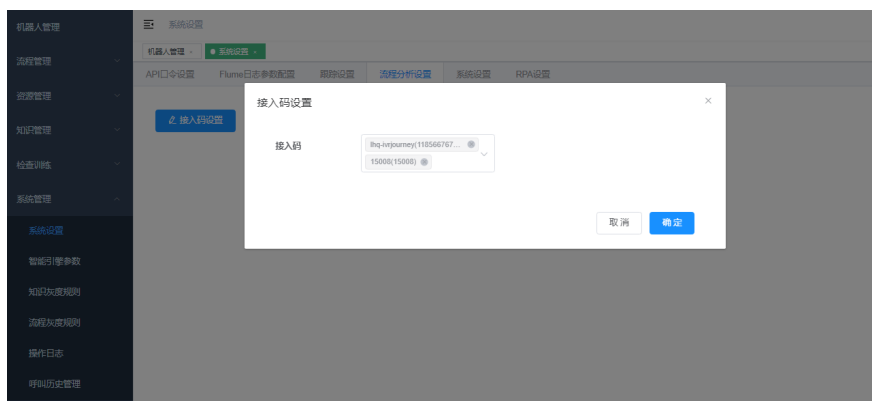 机器人管理
流程管理
资源管理
知识管理
检查训练
系统管理
系统设置
智能引擎参数
知识灰度规则
流程灰度规则
操作日志
呼叫历史管理
系统设置
机器人管理 ×
● 系统设置 ×
API口令设置 Flume日志参数配置 跟踪设置 流程分析设置 系统设置 RPA设置
接入码设置
接入码设置
接入码
lhq-ivrjourney(118566767...
15008(15008)
取消 确定